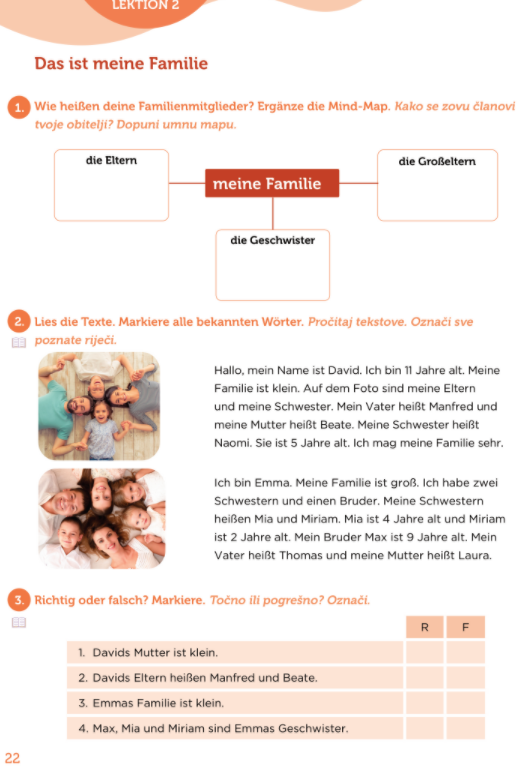 LEKTION 2
Das ist meine Familie
1. Wie heißen deine Familienmitglieder? Ergänze die Mind-Map. Kako se zovu članovi
tvoje obitelji? Dopuni umnu mapu.
die Eltern
meine Familie
die Großeltern
die Geschwister
2. Lies die Texte. Markiere alle bekannten Wörter. Pročitaj tekstove. Označi sve
poznate riječi.
Hallo, mein Name ist David. Ich bin 11 Jahre alt. Meine
Familie ist klein. Auf dem Foto sind meine Eltern
und meine Schwester. Mein Vater heißt Manfred und
meine Mutter heißt Beate. Meine Schwester heißt
Naomi. Sie ist 5 Jahre alt. Ich mag meine Familie sehr.
Ich bin Emma. Meine Familie ist groß. Ich habe zwei
Schwestern und einen Bruder. Meine Schwestern
heißen Mia und Miriam. Mia ist 4 Jahre alt und Miriam
ist 2 Jahre alt. Mein Bruder Max ist 9 Jahre alt. Mein
Vater heißt Thomas und meine Mutter heißt Laura.
3. Richtig oder falsch? Markiere. Točno ili pogrešno? Označi.
R F
1. Davids Mutter ist klein.
2. Davids Eltern heißen Manfred und Beate.
3. Emmas Familie ist klein.
4. Max, Mia und Miriam sind Emmas Geschwister.
22